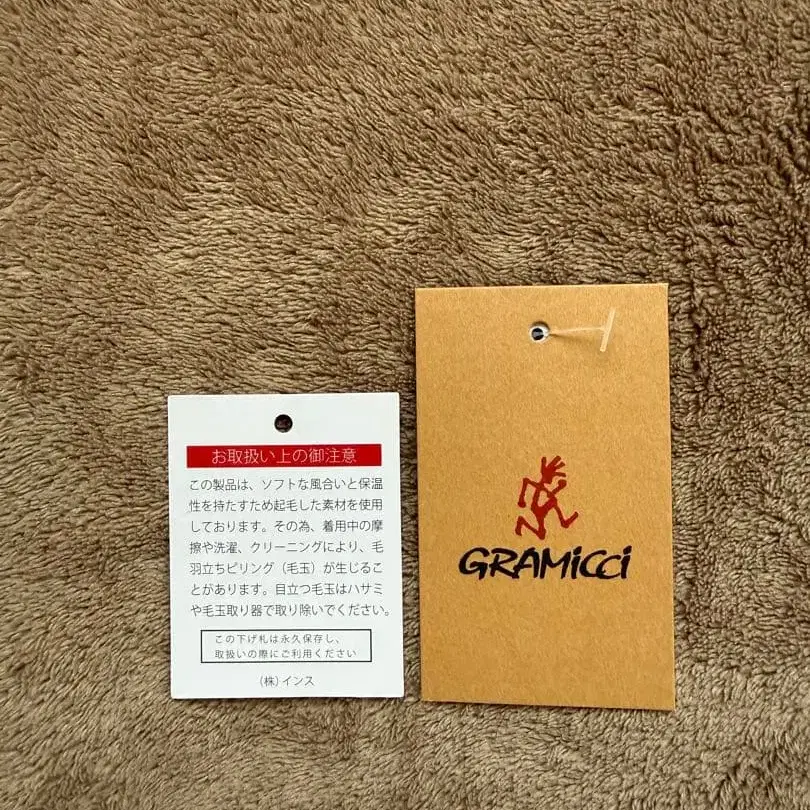 お取扱い上の御注意
この製品は、ソフトな風合いと保温
性を持たすため起毛した素材を使用
しております。その為、着用中の摩
擦や洗濯、クリーニングにより、毛
羽立ちピリング（毛玉）が生じるこ
とがあります。目立つ毛玉はハサミ
や毛玉取り器で取り除いでください。
この下げ札は永久保存し、
取扱いの際にご利用ください
（株）インス
GRAMiCCi